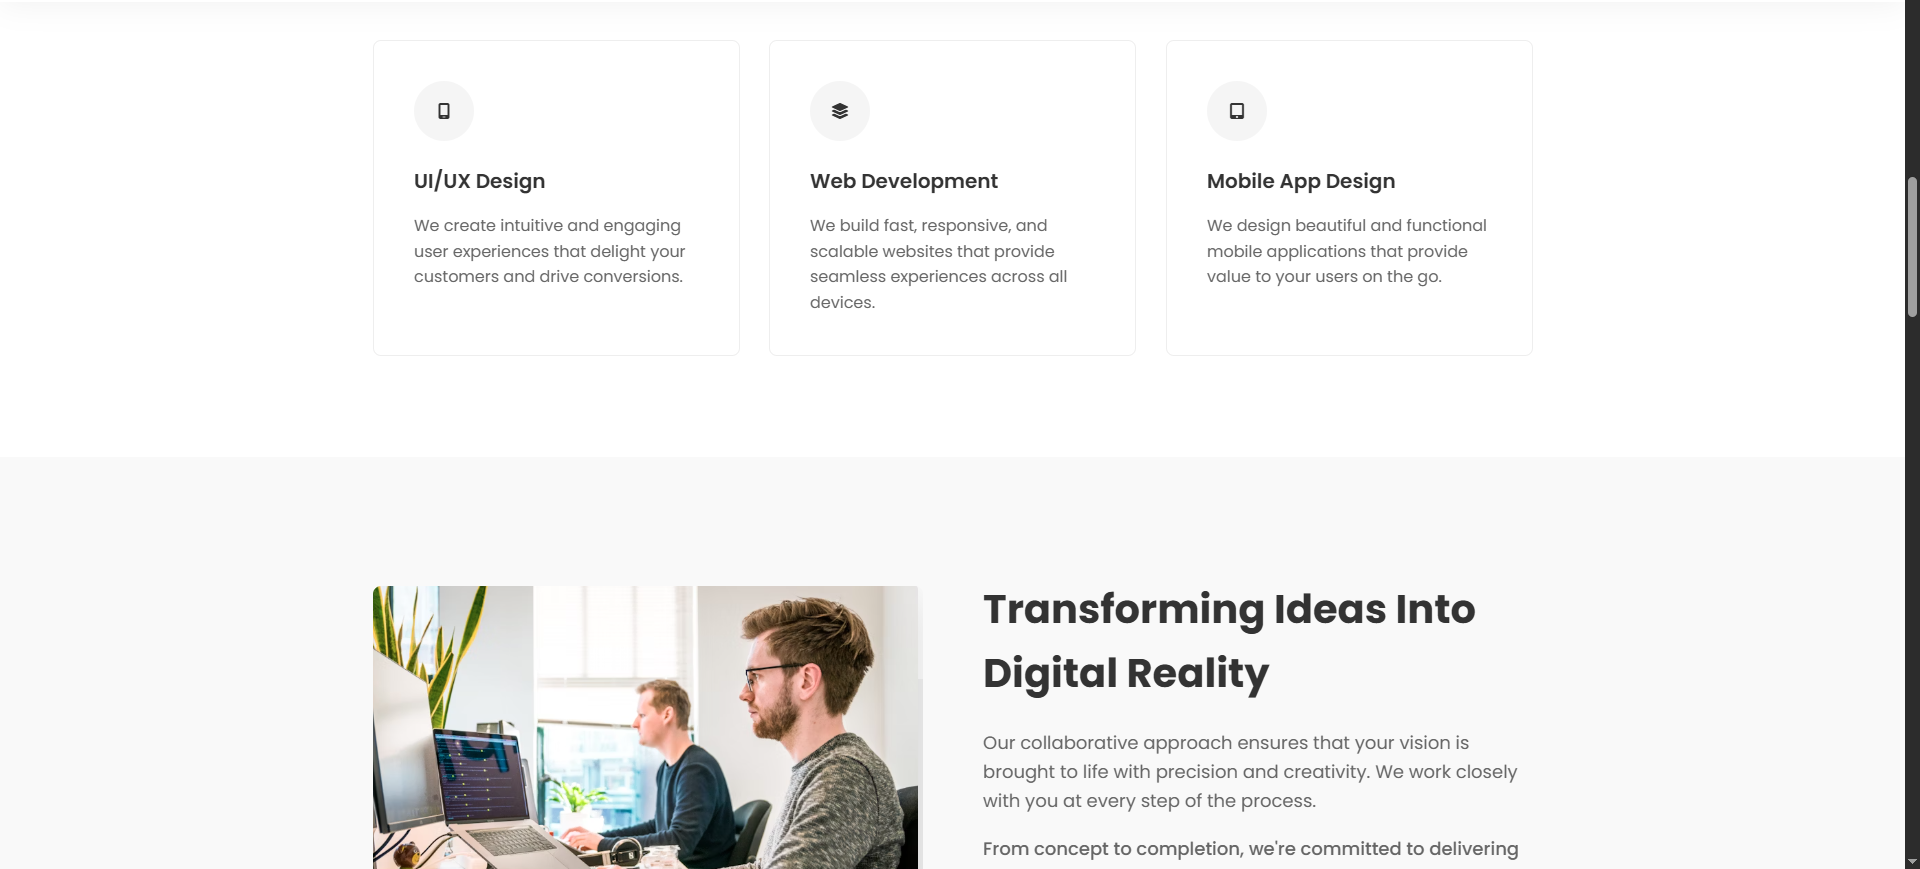 UI/UX Design
We create intuitive and engaging
user experiences that delight your
customers and drive conversions.
Web Development
We build fast, responsive, and
scalable websites that provide
seamless experiences across all
devices.
Mobile App Design
We design beautiful and functional
mobile applications that provide
value to your users on the go.
Transforming Ideas Into
Digital Reality
Our collaborative approach ensures that your vision is
brought to life with precision and creativity. We work closely
with you at every step of the process.
From concept to completion, we're committed to delivering